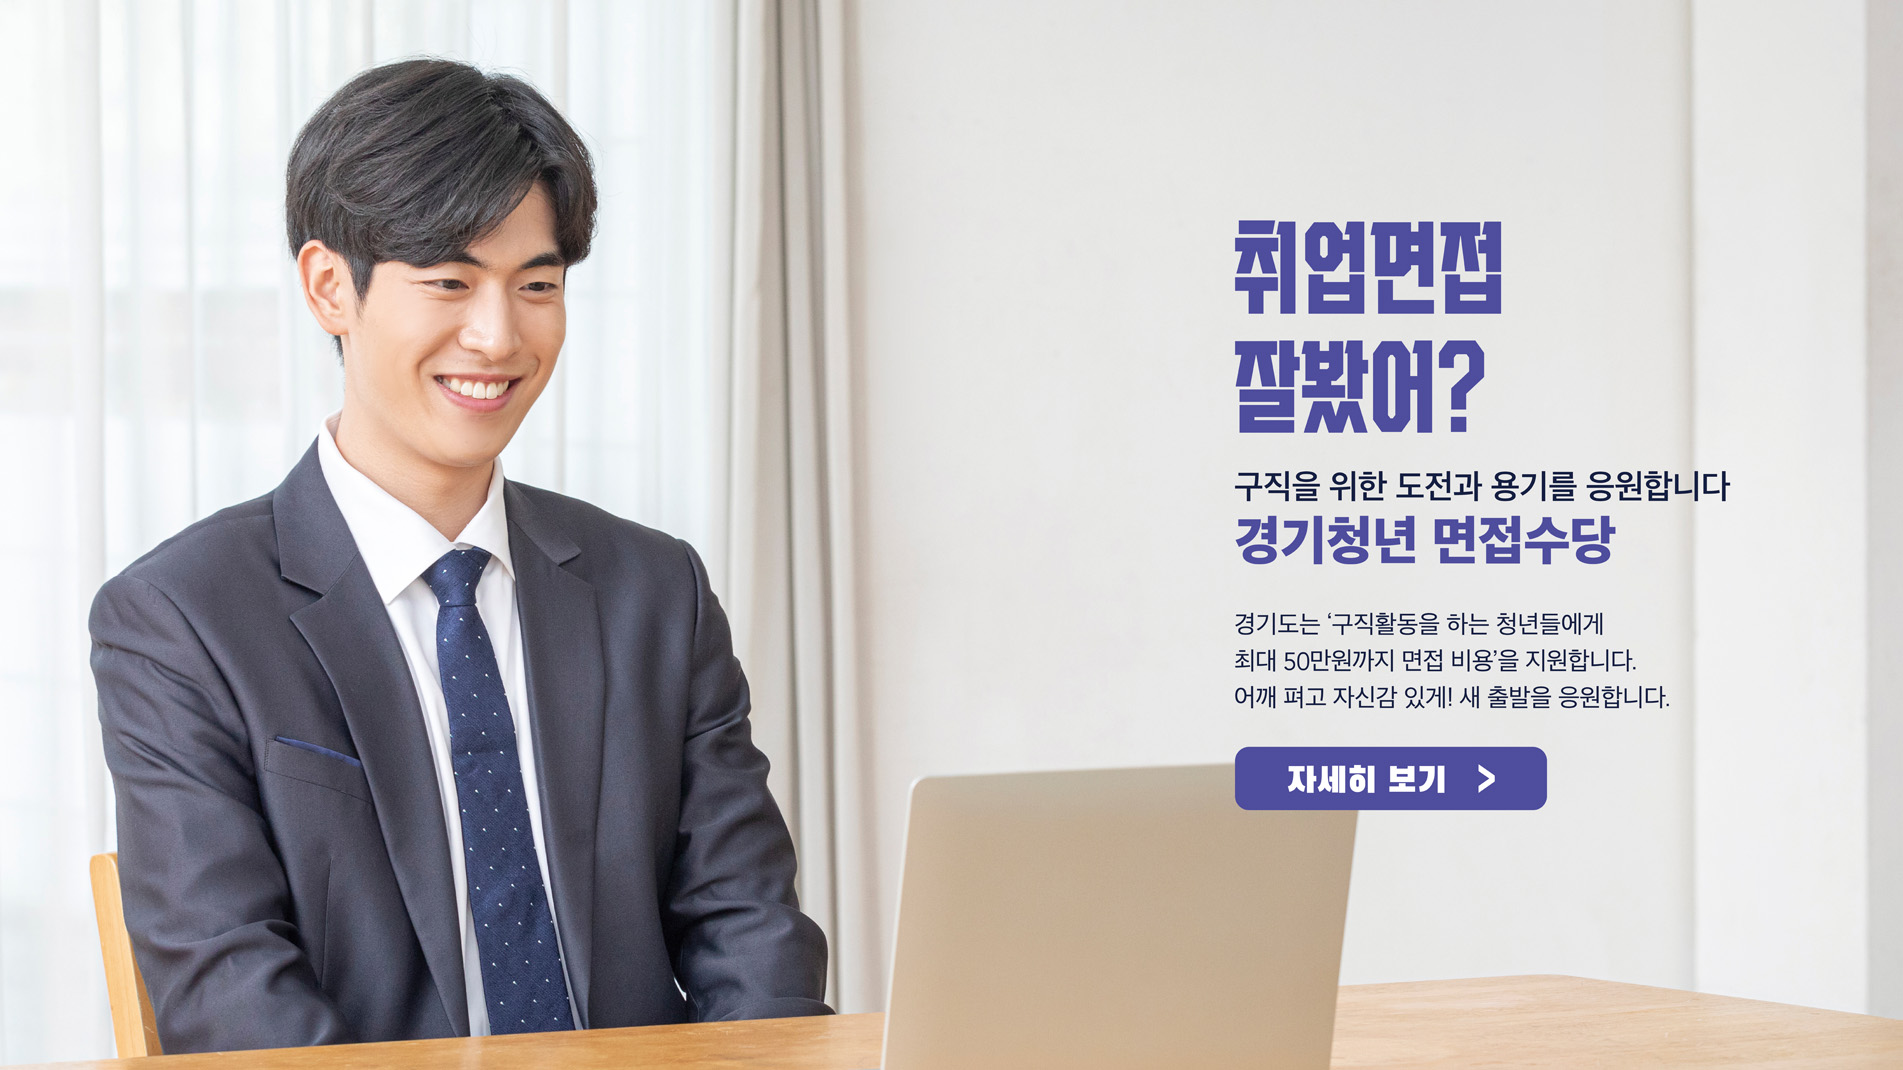 취업면접
잘봤어?
구직을 위한 도전과 용기를 응원합니다
경기청년 면접수당
경기도는 ‘구직활동을 하는 청년들에게
최대 50만원까지 면접 비용’을 지원합니다.
어깨 펴고 자신감 있게! 새 출발을 응원합니다.
자세히 보기 >